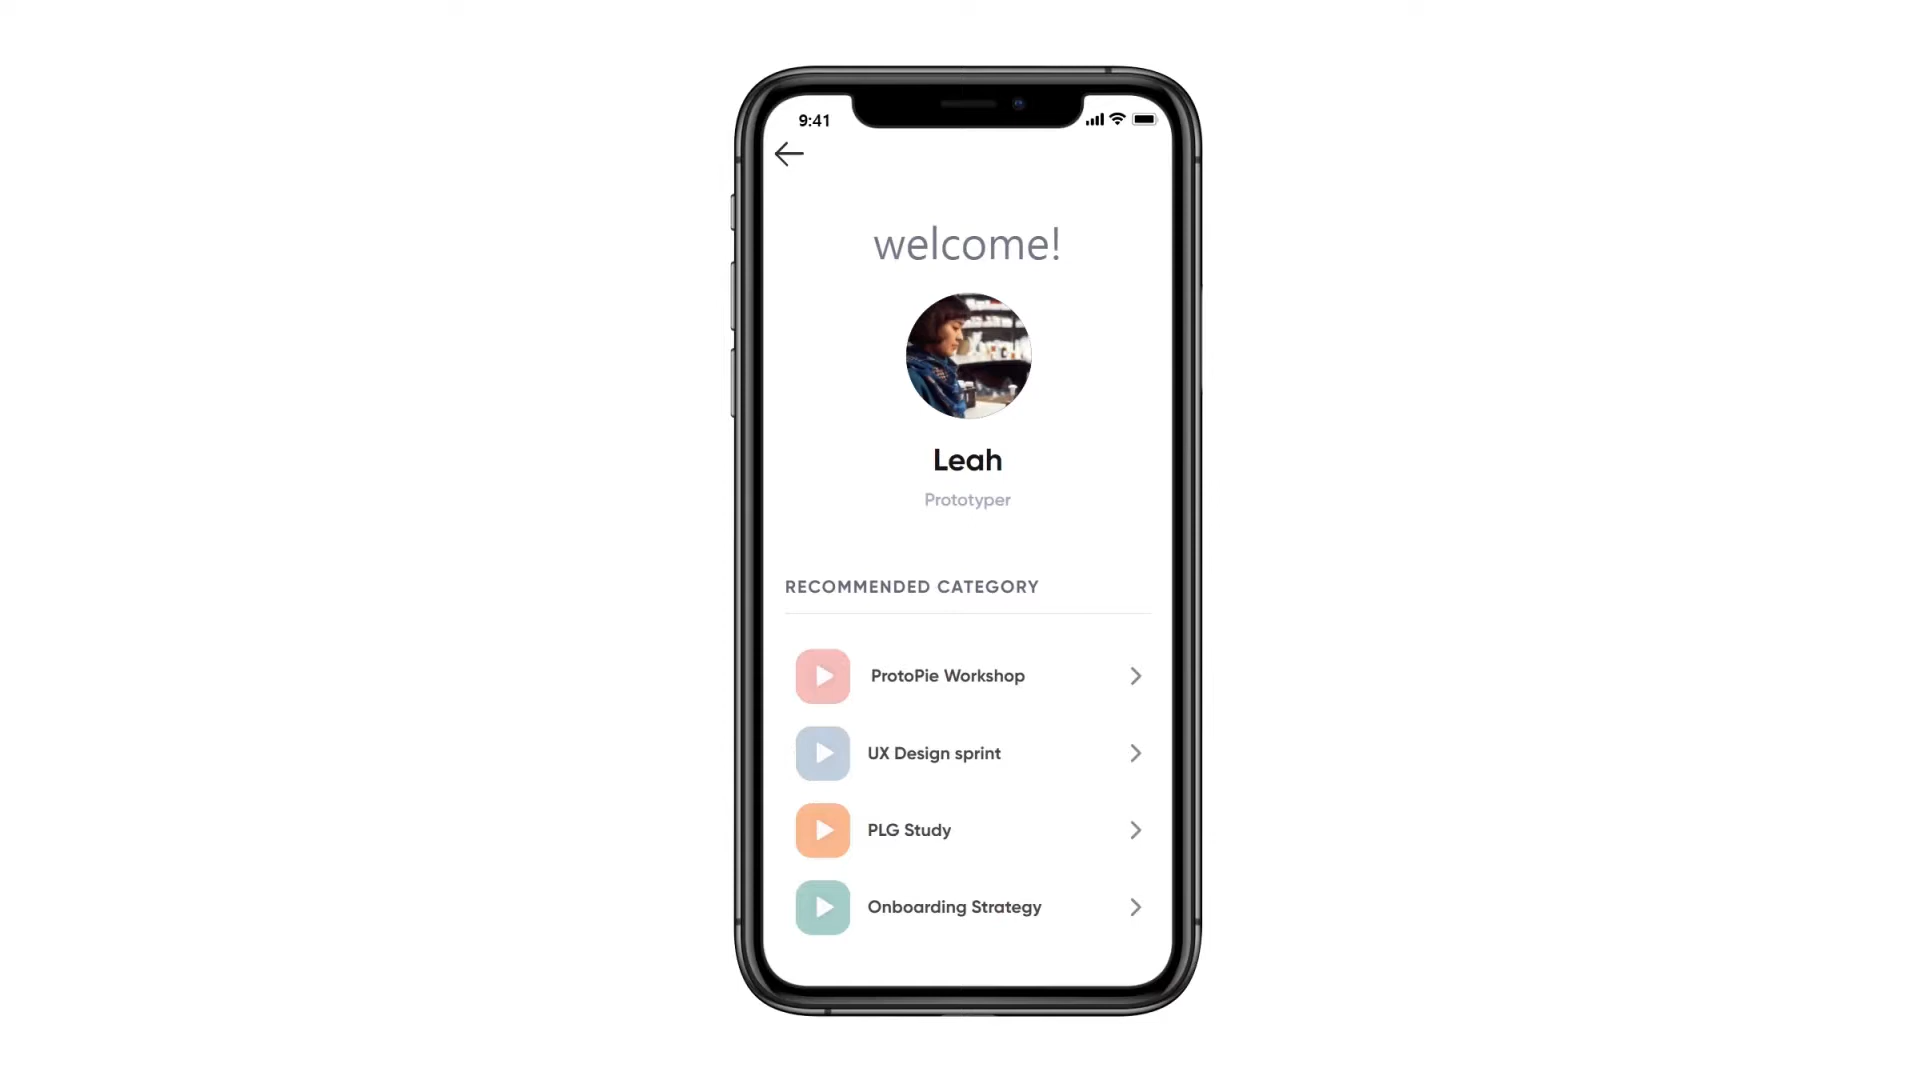 9:41
welcome!
Leah
Prototyper
RECOMMENDED CATEGORY
ProtoPie Workshop
UX Design sprint
PLG Study
Onboarding Strategy